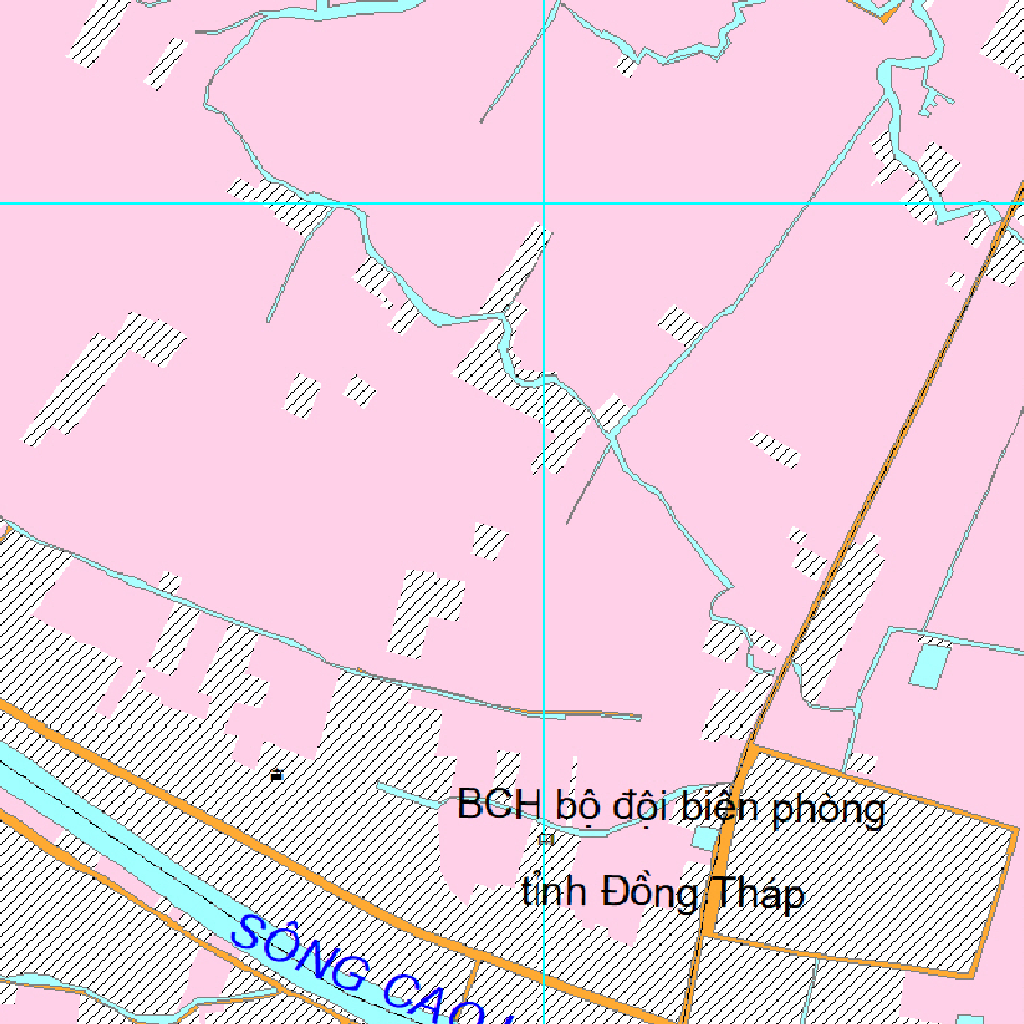 BCH bộ đội biên phòng
tỉnh Đồng Tháp
SÔNG CAO